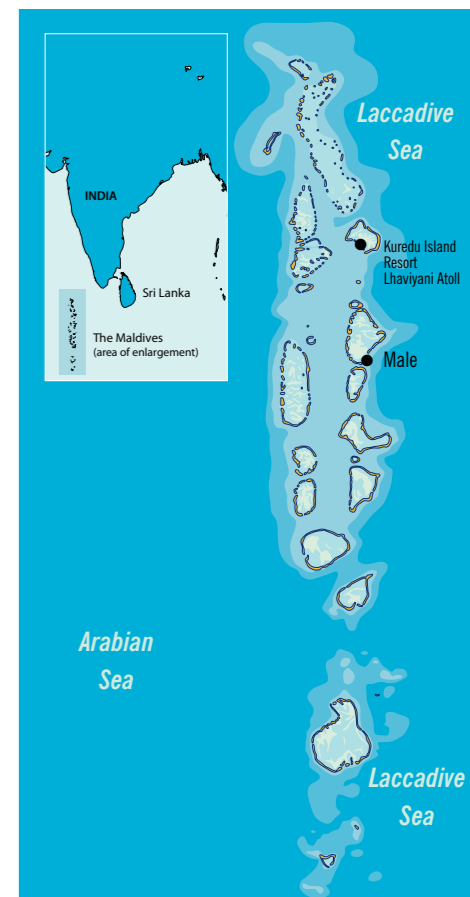 Laccadive
Sea
INDIA
Sri Lanka
The Maldives
(area of enlargement)
Kuredu Island
Resort
Lhaviyani Atoll
Male
Arabian
Sea
Laccadive
Sea